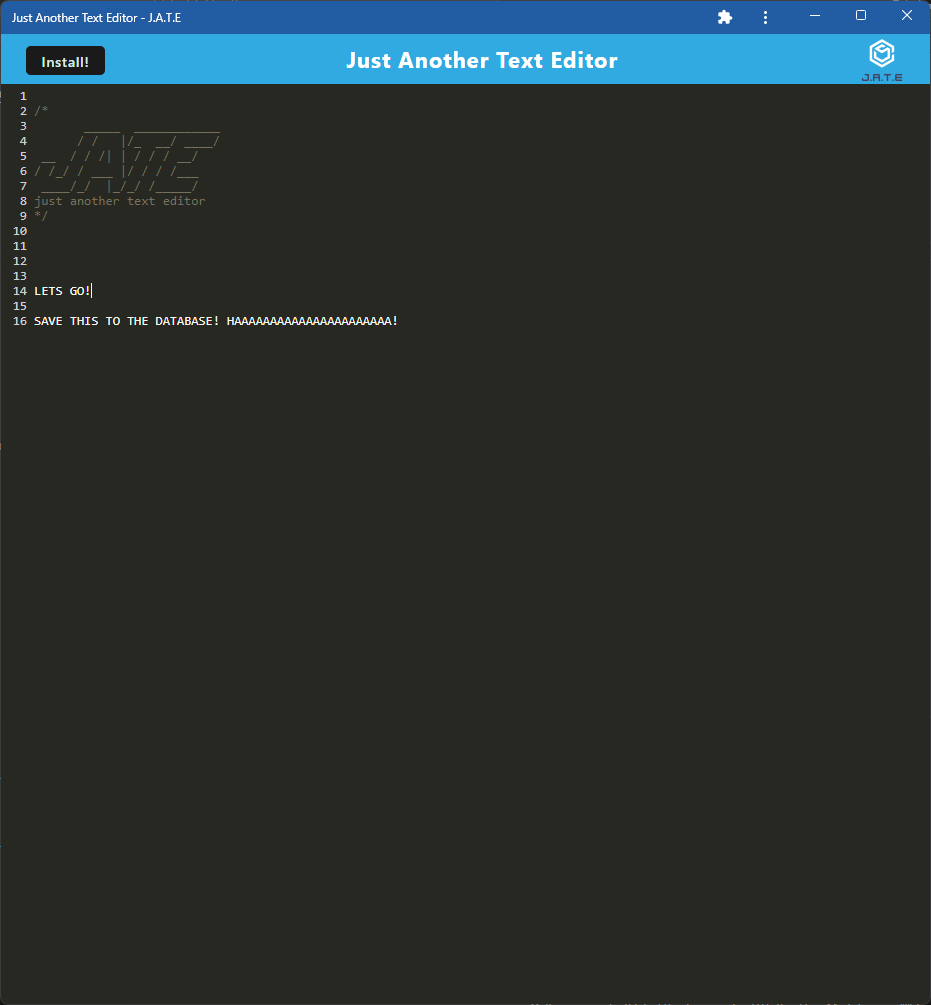 Just Another Text Editor - J.A.T.E
Install!
Just Another Text Editor
J.A.T.E
1
2 /*
3        _____  ____________
4       / /   |/_  __/ ____/
5  __  / / /| | / / / __/
6 / /_/ / ___ |/ / / /___
7  ____/_/  |_/_/ /_____/
8 just another text editor
9 */
10
11
12
13
14 LETS GO!
15
16 SAVE THIS TO THE DATABASE! HAAAAAAAAAAAAAAAAAAAAAA!